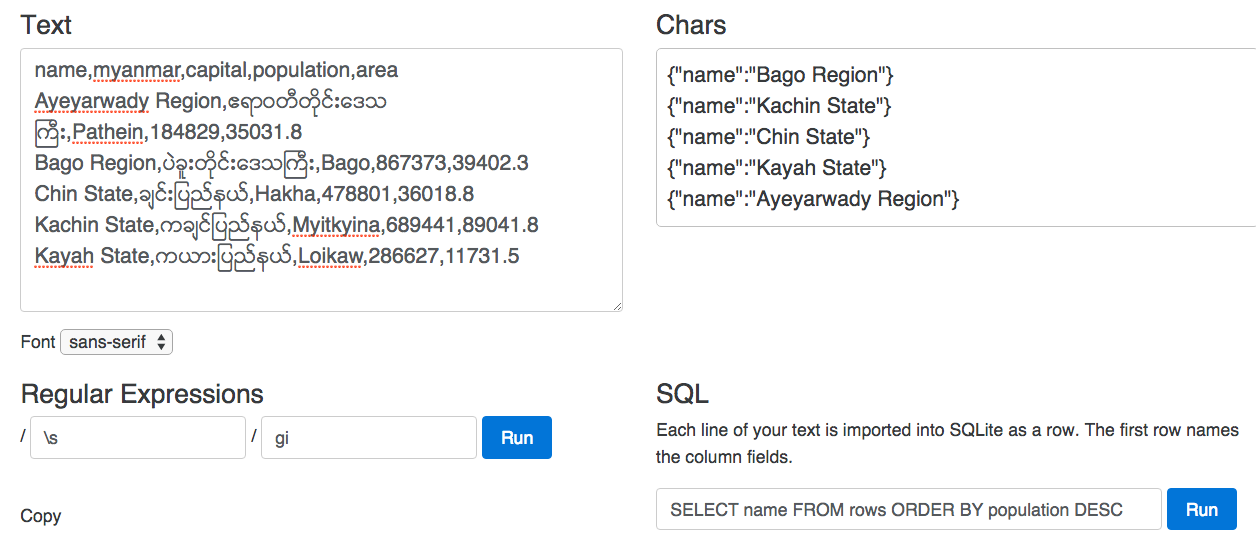 Text
name,myanmar,capital,population,area
Ayeyarwady Region,ဧရာဝတီတိုင်းဒေသ
ကြီး,Pathein,184829,35031.8
Bago Region,ပဲခူးတိုင်းဒေသကြီး,Bago,867373,39402.3
Chin State,ချင်းပြည်နယ်,Hakha,478801,36018.8
Kachin State,ကချင်ပြည်နယ်,Myitkyina,689441,89041.8
Kayah State,ကယားပြည်နယ်,Loikaw,286627,11731.5
Font sans-serif
Chars
{"name":"Bago Region"}
{"name":"Kachin State"}
{"name":"Chin State"}
{"name":"Kayah State"}
{"name":"Ayeyarwady Region"}
Regular Expressions
/ \s / gi Run
Copy
SQL
Each line of your text is imported into SQLite as a row. The first row names
the column fields.
SELECT name FROM rows ORDER BY population DESC Run